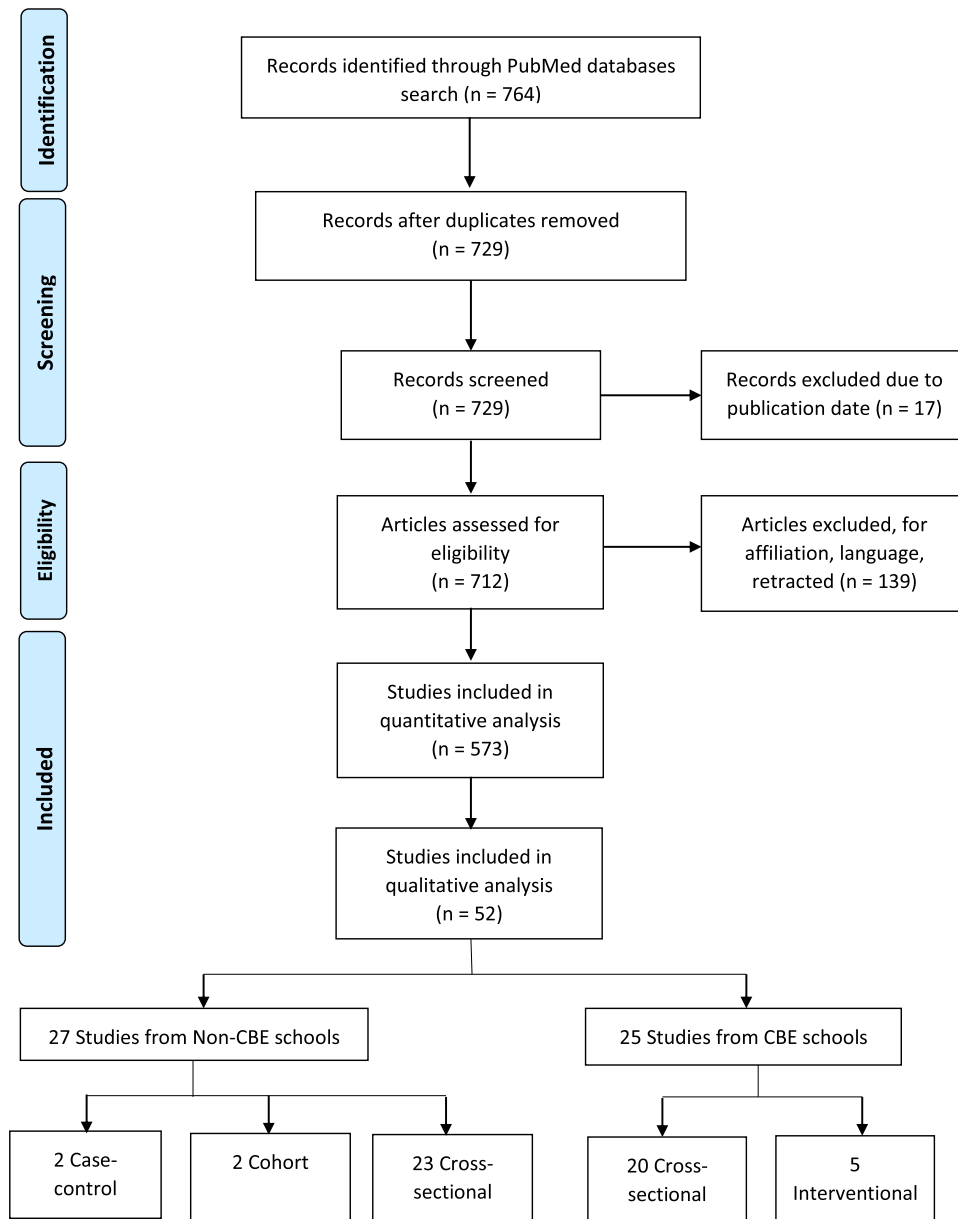 Identification
Records identified through PubMed databases
search (n = 764)
Screening
Records after duplicates removed
(n = 729)
Records screened
(n = 729)
Records excluded due to
publication date (n = 17)
Eligibility
Articles assessed for
eligibility
(n = 712)
Articles excluded, for
affiliation, language,
retracted (n = 139)
Included
Studies included in
quantitative analysis
(n = 573)
Studies included in
qualitative analysis
(n = 52)
27 Studies from Non-CBE schools
25 Studies from CBE schools
2 Case-
control
2 Cohort
23 Cross-
sectional
20 Cross-
sectional
5
Interventional